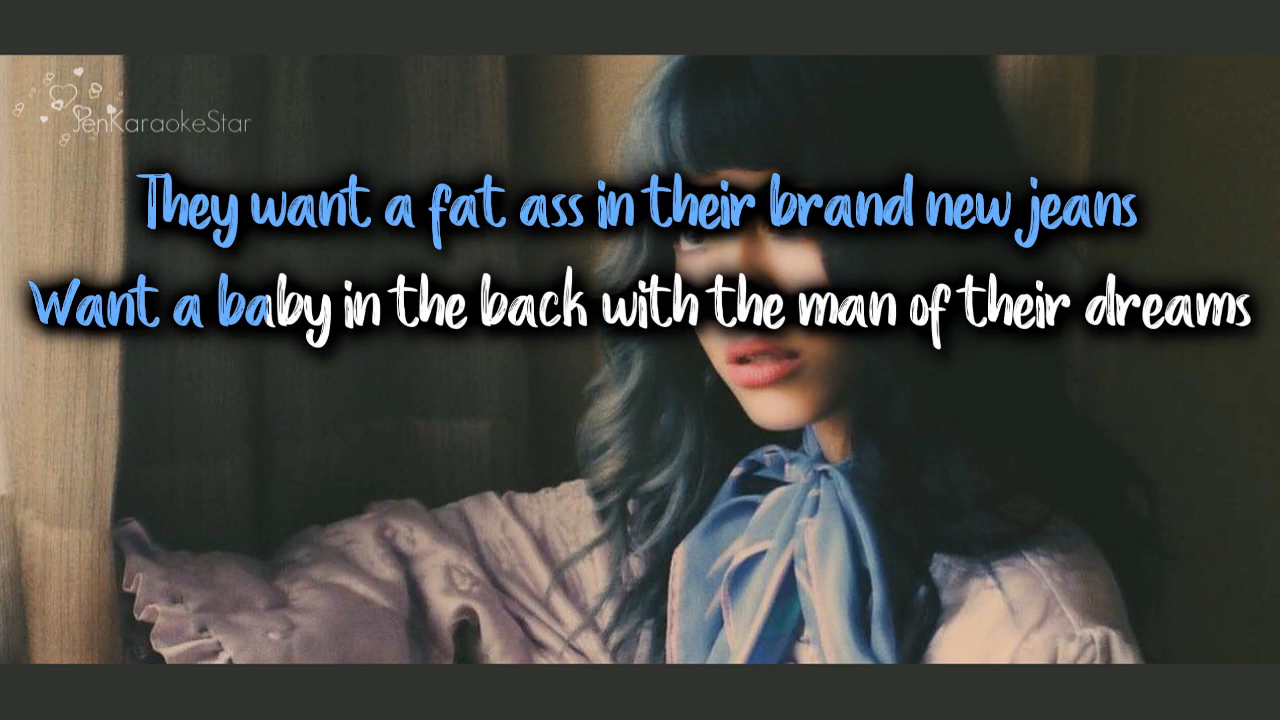 JenKaraokeStar
They want a fat ass in their brand new jeans
Want a baby in the back with the man of their dreams